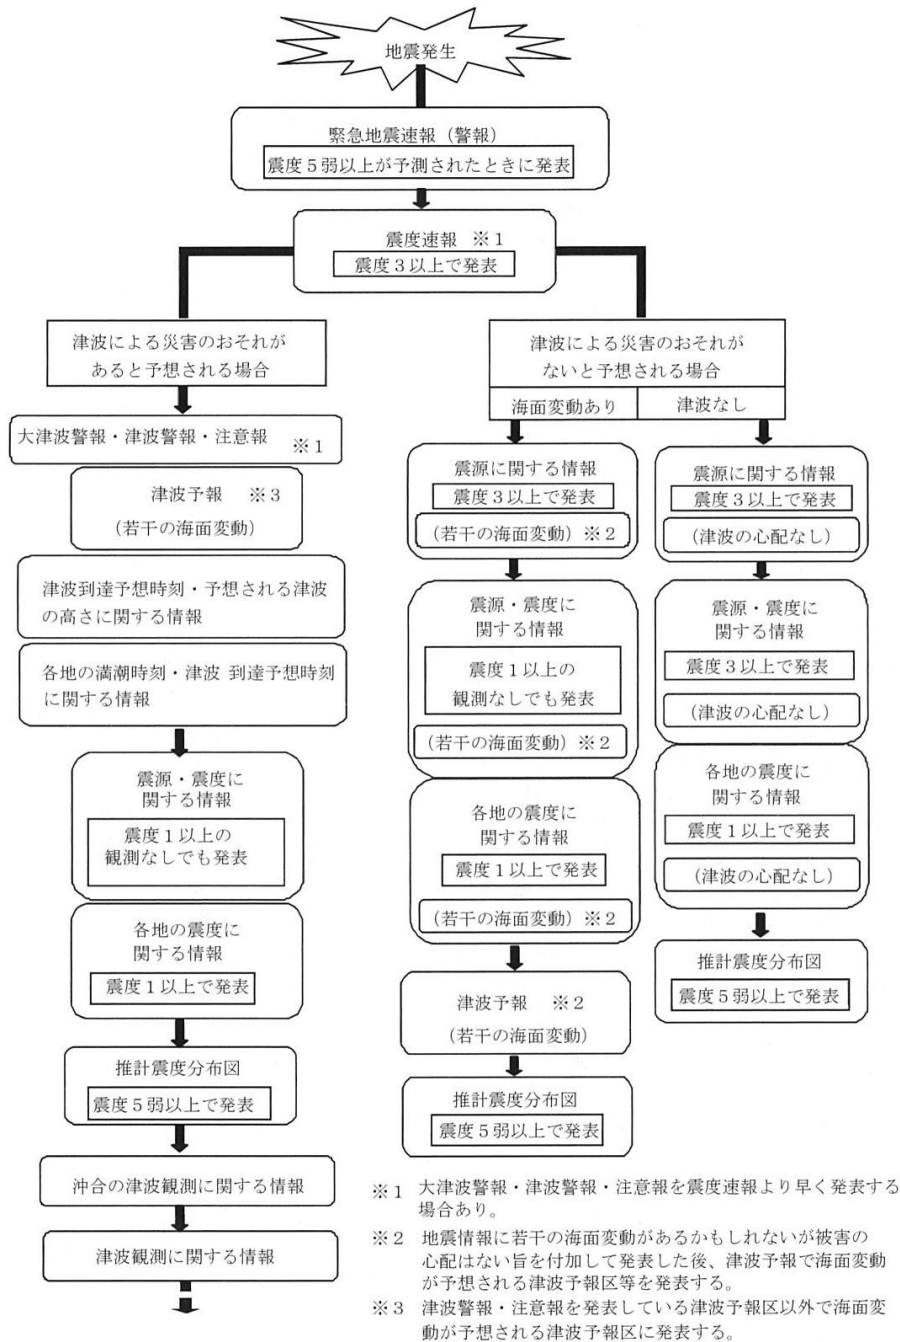 地震発生
緊急地震速報（警報）
震度５弱以上が予測されたときに発表
震度速報　※１
震度３以上で発表
津波による災害のおそれが
あると予想される場合
大津波警報・津波警報・注意報
※１
津波予報　※３
(若干の海面変動)
津波到達予想時刻・予想される津波
の高さに関する情報
各地の満潮時刻・津波 到達予想時刻
に関する情報
震源・震度に
関する情報
震度１以上の
観測なしでも発表
各地の震度に
関する情報
震度１以上で発表
推計震度分布図
震度５弱以上で発表
沖合の津波観測に関する情報
津波観測に関する情報
津波による災害のおそれが
ないと予想される場合
海面変動あり
津波なし
震源に関する情報
震度３以上で発表
(若干の海面変動) ※２
震源・震度に
関する情報
震度１以上の
観測なしでも発表
(若干の海面変動) ※２
各地の震度に
関する情報
震度１以上で発表
(若干の海面変動) ※２
津波予報　※２
(若干の海面変動)
推計震度分布図
震度５弱以上で発表
震源に関する情報
震度３以上で発表
(津波の心配なし)
震源・震度に
関する情報
震度３以上で発表
(津波の心配なし)
各地の震度に
関する情報
震度１以上で発表
(津波の心配なし)
推計震度分布図
震度５弱以上で発表
※１　大津波警報・津波警報・注意報を震度速報より早く発表する
場合あり。
※２　地震情報に若干の海面変動があるかもしれないが被害の
心配はない旨を付加して発表した後、津波予報で海面変動
が予想される津波予報区等を発表する。
※３　津波警報・注意報を発表している津波予報区以外で海面変
動が予想される津波予報区に発表する。